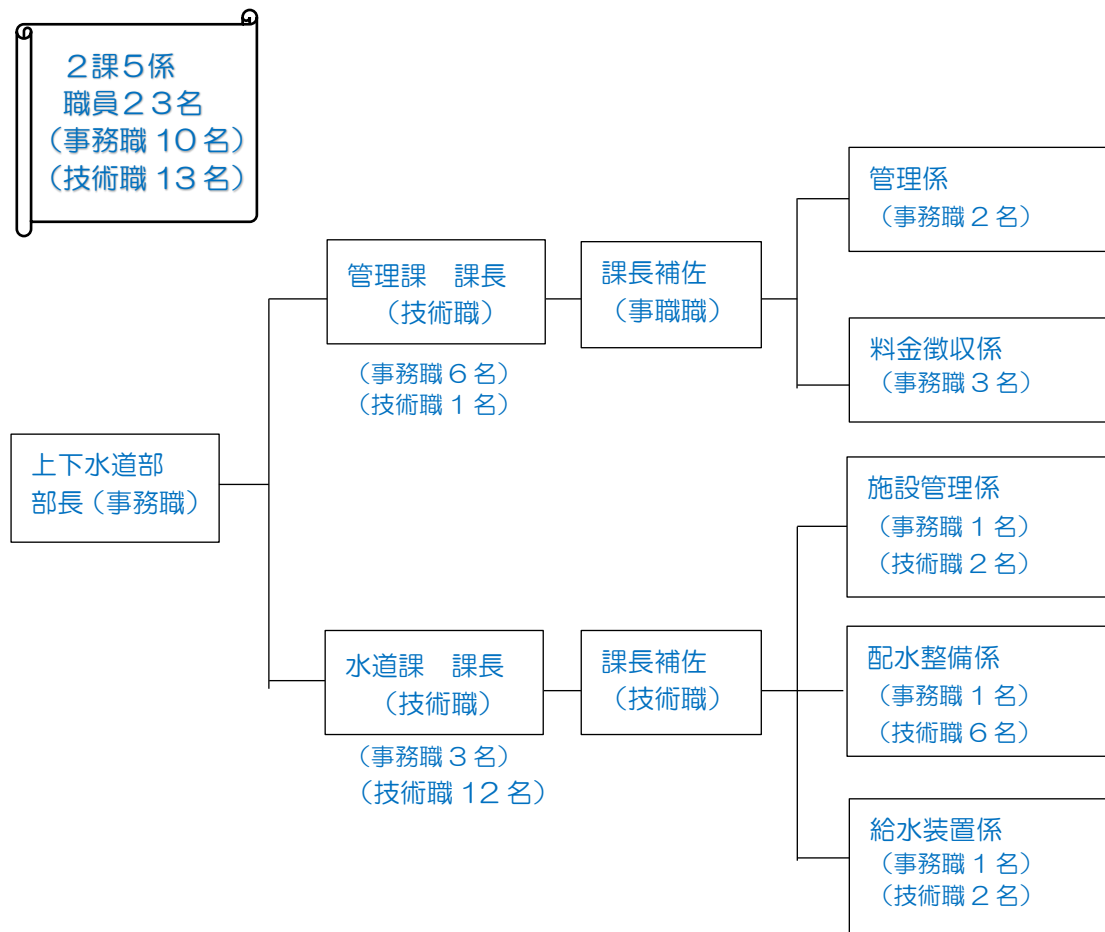 ２課５係
職員２３名
（事務職 10 名）
（技術職 13 名）
管理係
（事務職 2 名）
管理課　課長
（技術職）
（事務職 6 名）
（技術職 1 名）
課長補佐
（事職職）
料金徴収係
（事務職 3 名）
上下水道部
部長（事務職）
施設管理係
（事務職 1 名）
（技術職 2 名）
水道課　課長
（技術職）
（事務職 3 名）
（技術職 12 名）
課長補佐
（技術職）
配水整備係
（事務職 1 名）
（技術職 6 名）
給水装置係
（事務職 1 名）
（技術職 2 名）